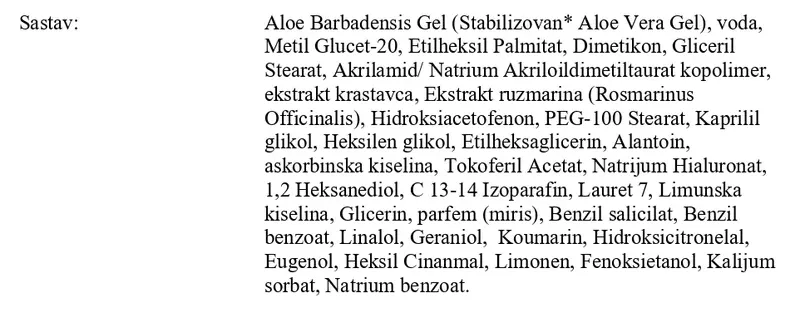 Sastav: Aloe Barbadensis Gel (Stabilizovan* Aloe Vera Gel), voda,
Metil Glucet-20, Etilheksil Palmitat, Dimetikon, Gliceril
Stearat, Akrilamid/ Natrium Akriloildimetiltaurat kopolimer,
ekstrakt krastavca, Ekstrakt ruzmarina (Rosmarinus
Officinalis), Hidroksiacetofenon, PEG-100 Stearat, Kaprilil
glikol, Heksilen glikol, Etilheksaglicerin, Alantoin,
askorbinska kiselina, Tokoferil Acetat, Natrijum Hialuronat,
1,2 Heksanediol, C 13-14 Izoparafin, Lauret 7, Limunska
kiselina, Glicerin, parfem (miris), Benzil salicilat, Benzil
benzoat, Linalol, Geraniol, Koumarin, Hidroksicitronelal,
Eugenol, Heksil Cinanmal, Limonen, Fenoksietanol, Kalijum
sorbat, Natrium benzoat.